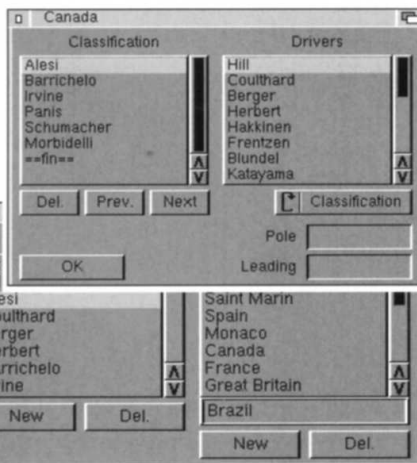 Canada
Classification
Drivers
Alesi
Barrichelo
Irvine
Panis
Schumacher
Morbidelli
==fin==
Hill
Coulthard
Berger
Herbert
Hakkinen
Frentzen
Blundel
Katayama
Del.
Prev.
Next
Classification
Pole
OK
Leading
esi
oulthard
erger
erbert
arrichelo
ine
Saint Marin
Spain
Monaco
Canada
France
Great Britain
Brazil
New
Del.
New
Del.